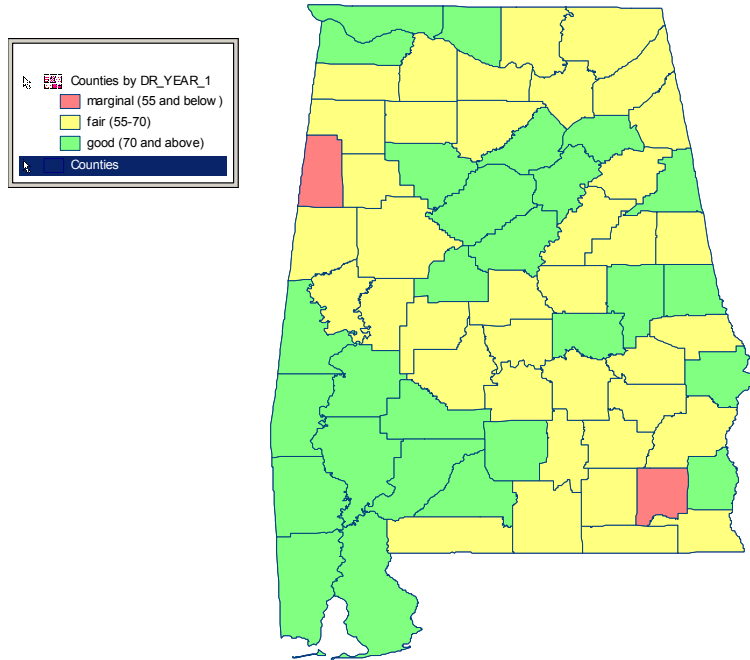 Counties by DR_YEAR_1
marginal (55 and below )
fair (55-70)
good (70 and above)
Counties